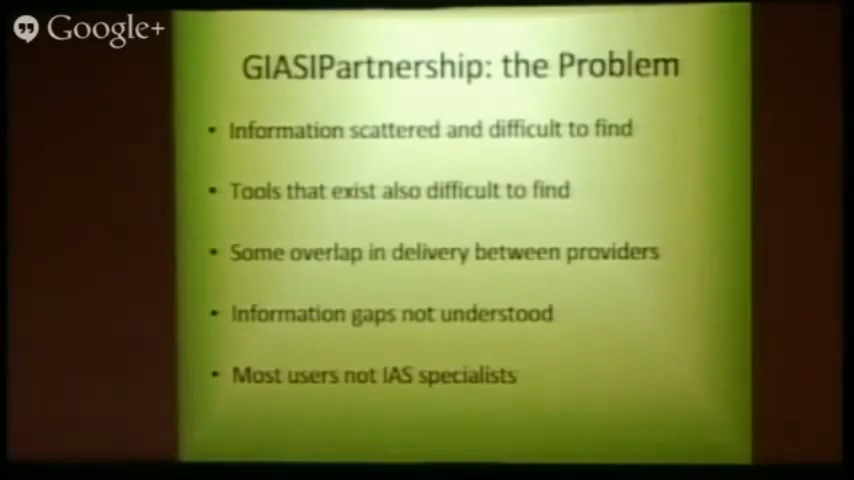 Google+
GIASIPartnership: the Problem
• Information scattered and difficult to find
• Tools that exist also difficult to find
• Some overlap in delivery between providers
• Information gaps not understood
• Most users not IAS specialists